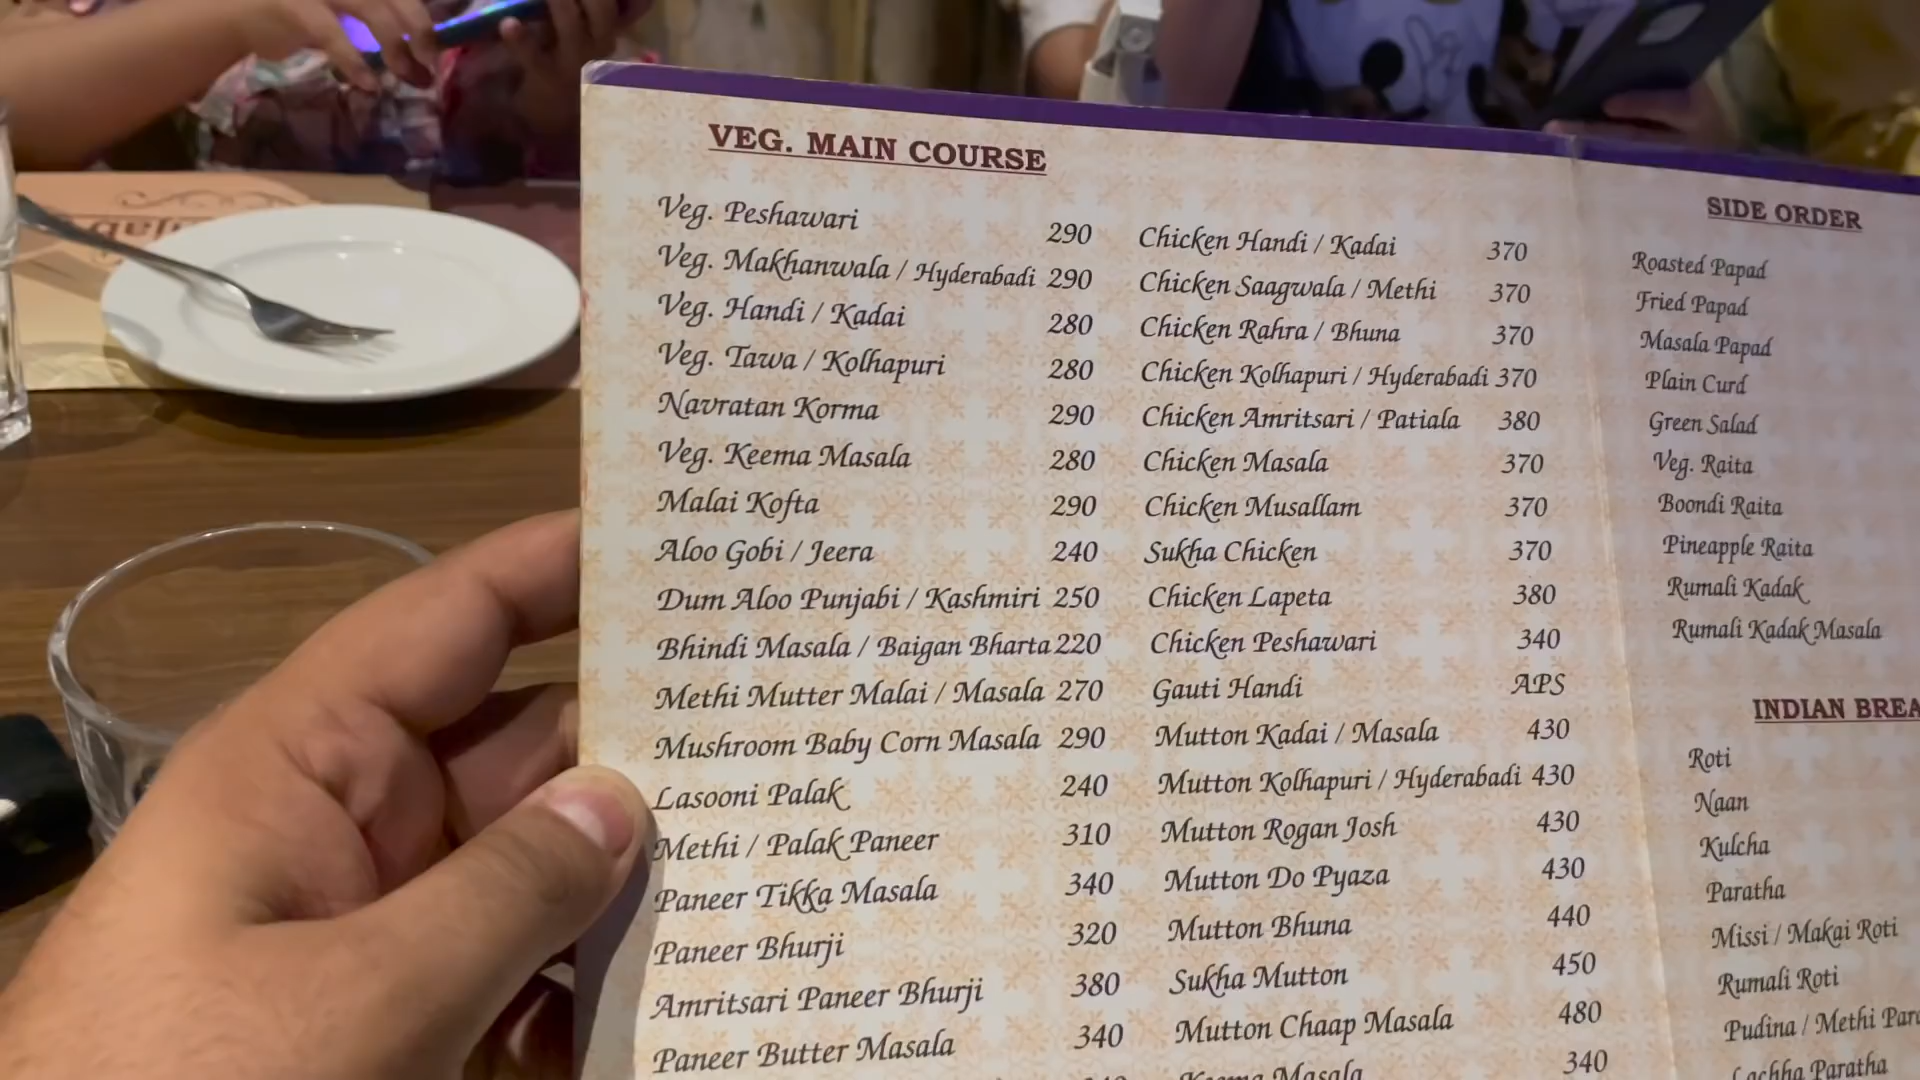 VEG. MAIN COURSE
Veg. Peshawari 290
Veg. Makhanwala / Hyderabadi 290
Veg. Handi / Kadai 280
Veg. Tawa / Kolhapuri 280
Navratan Korma 290
Veg. Keema Masala 280
Malai Kofta 290
Aloo Gobi / Jeera 240
Dum Aloo Punjabi / Kashmiri 250
Bhindi Masala / Baigan Bharta 220
Methi Mutter Malai / Masala 270
Mushroom Baby Corn Masala 290
Lasooni Palak 240
Methi / Palak Paneer 310
Paneer Tikka Masala 340
Paneer Bhurji 320
Amritsari Paneer Bhurji 380
Paneer Butter Masala 340
Chicken Handi / Kadai 370
Chicken Saagwala / Methi 370
Chicken Rahra / Bhuna 370
Chicken Kolhapuri / Hyderabadi 370
Chicken Amritsari / Patiala 380
Chicken Masala 370
Chicken Musallam 370
Sukha Chicken 370
Chicken Lapeta 380
Chicken Peshawari 340
Gauti Handi APS
Mutton Kadai / Masala 430
Mutton Kolhapuri / Hyderabadi 430
Mutton Rogan Josh 430
Mutton Do Pyaza 430
Mutton Bhuna 440
Sukha Mutton 450
Mutton Chaap Masala 480
Keema Masala 340
SIDE ORDER
Roasted Papad
Fried Papad
Masala Papad
Plain Curd
Green Salad
Veg. Raita
Boondi Raita
Pineapple Raita
Rumali Kadak
Rumali Kadak Masala
INDIAN BREA
Roti
Naan
Kulcha
Paratha
Missi / Makai Roti
Rumali Roti
Pudina / Methi Para
Lachha Paratha